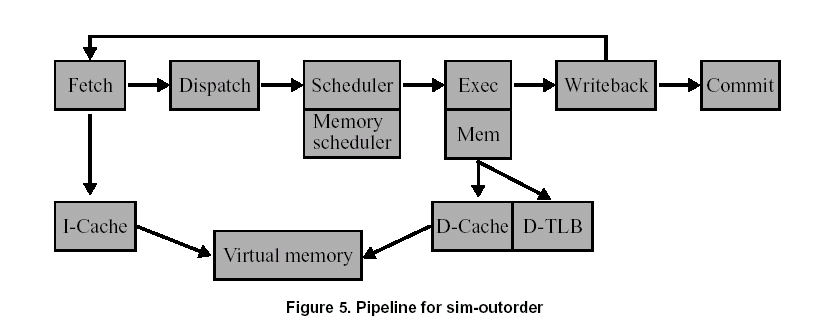 Fetch
Dispatch
Scheduler
Exec
Writeback
Commit
Memory
scheduler
Mem
I-Cache
Virtual memory
D-Cache
D-TLB
Figure 5. Pipeline for sim-outorder